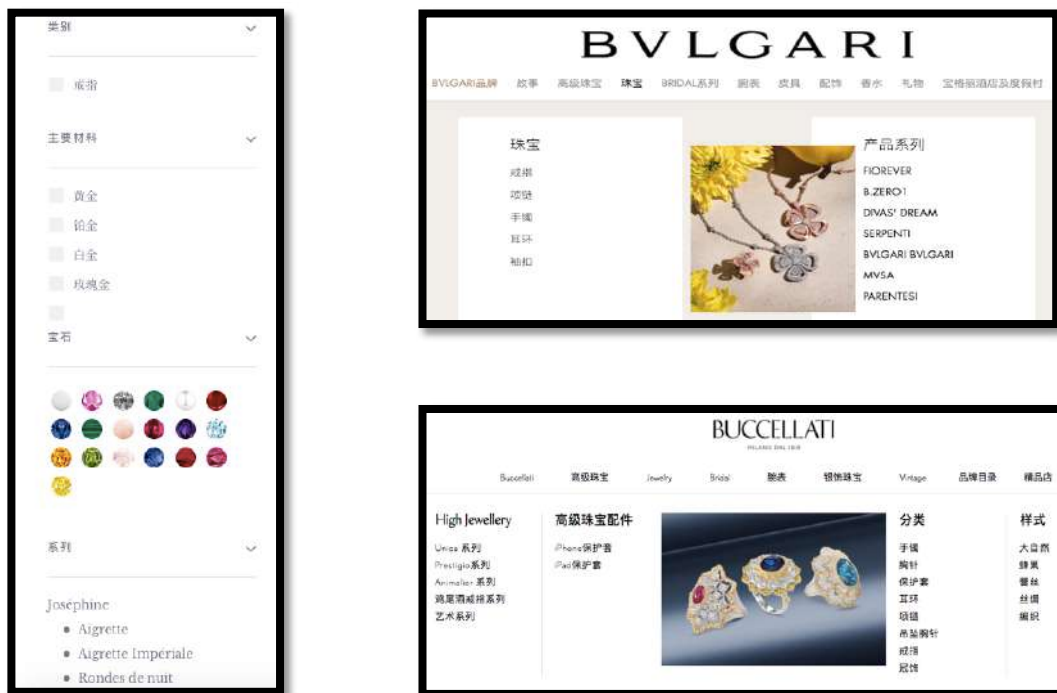 类别
戒指
主要材料
黄金
铂金
白金
玫瑰金
宝石
系列
Joséphine
Aigrette
Aigrette Impériale
Rondes de nuit
BVLGARI
BVLGARI品牌 故事 高级珠宝 珠宝 BRIDAL系列 腕表 皮具 配饰 香水 礼物 宝格丽酒店及度假村
珠宝
戒指
项链
手镯
耳环
袖扣
产品系列
FIOREVER
B.ZERO1
DIVAS' DREAM
SERPENTI
BVLGARI BVLGARI
MVSA
PARENTESI
BUCCELLATI
MILANO DAL 1919
Buccellati 高级珠宝 Jewelry Bridal 腕表 银饰珠宝 Vintage 品牌目录 精品店
High Jewellery
Unica 系列
Prestigio系列
Animalier 系列
鸡尾酒戒指系列
艺术系列
高级珠宝配件
iPhone保护套
iPad保护套
分类
手镯
胸针
保护套
耳环
项链
吊坠胸针
戒指
冠饰
样式
大自然
蜂巢
蕾丝
丝绸
编织